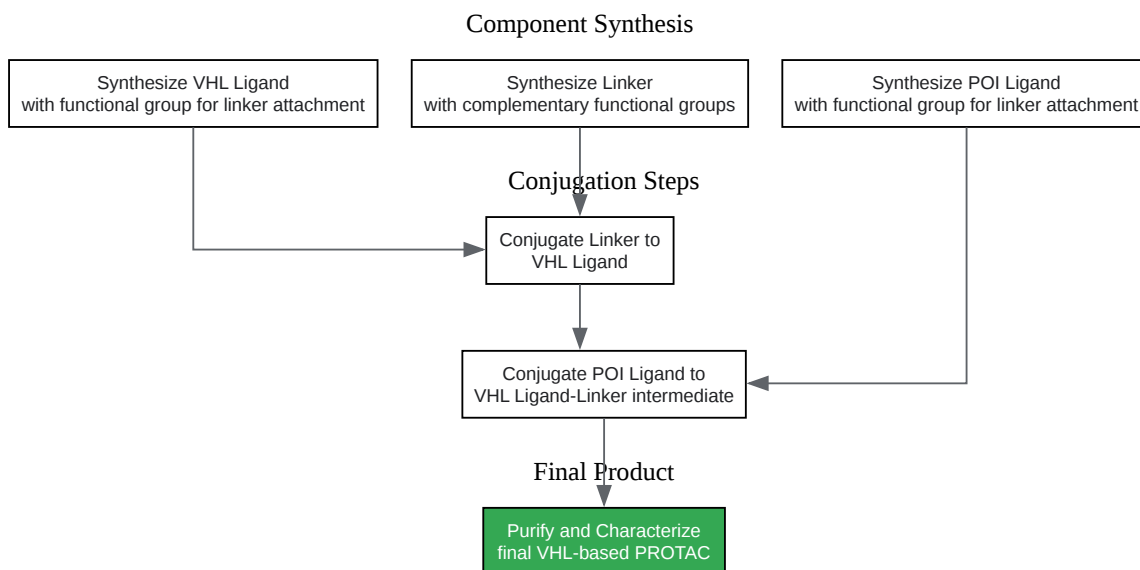 Component Synthesis
Synthesize VHL Ligand
with functional group for linker attachment
Synthesize Linker
with complementary functional groups
Synthesize POI Ligand
with functional group for linker attachment
Conjugation Steps
Conjugate Linker to
VHL Ligand
Conjugate POI Ligand to
VHL Ligand-Linker intermediate
Final Product
Purify and Characterize
final VHL-based PROTAC